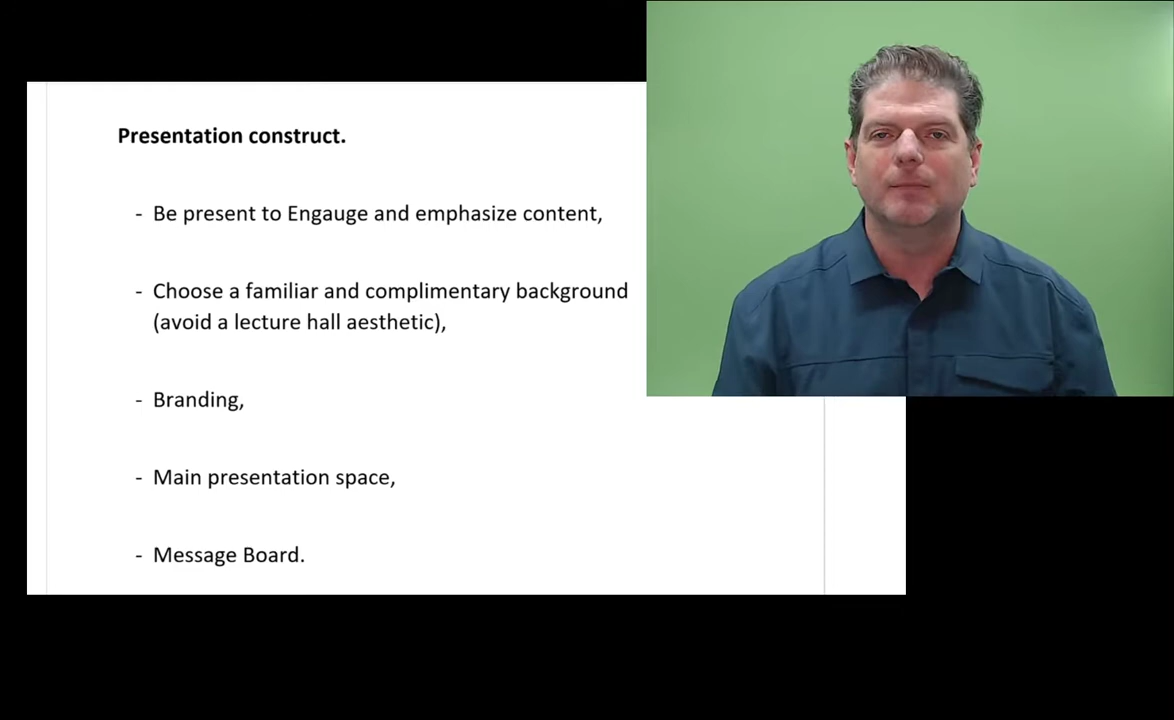 Presentation construct.
- Be present to Engauge and emphasize content,
- Choose a familiar and complimentary background
(avoid a lecture hall aesthetic),
- Branding,
- Main presentation space,
- Message Board.